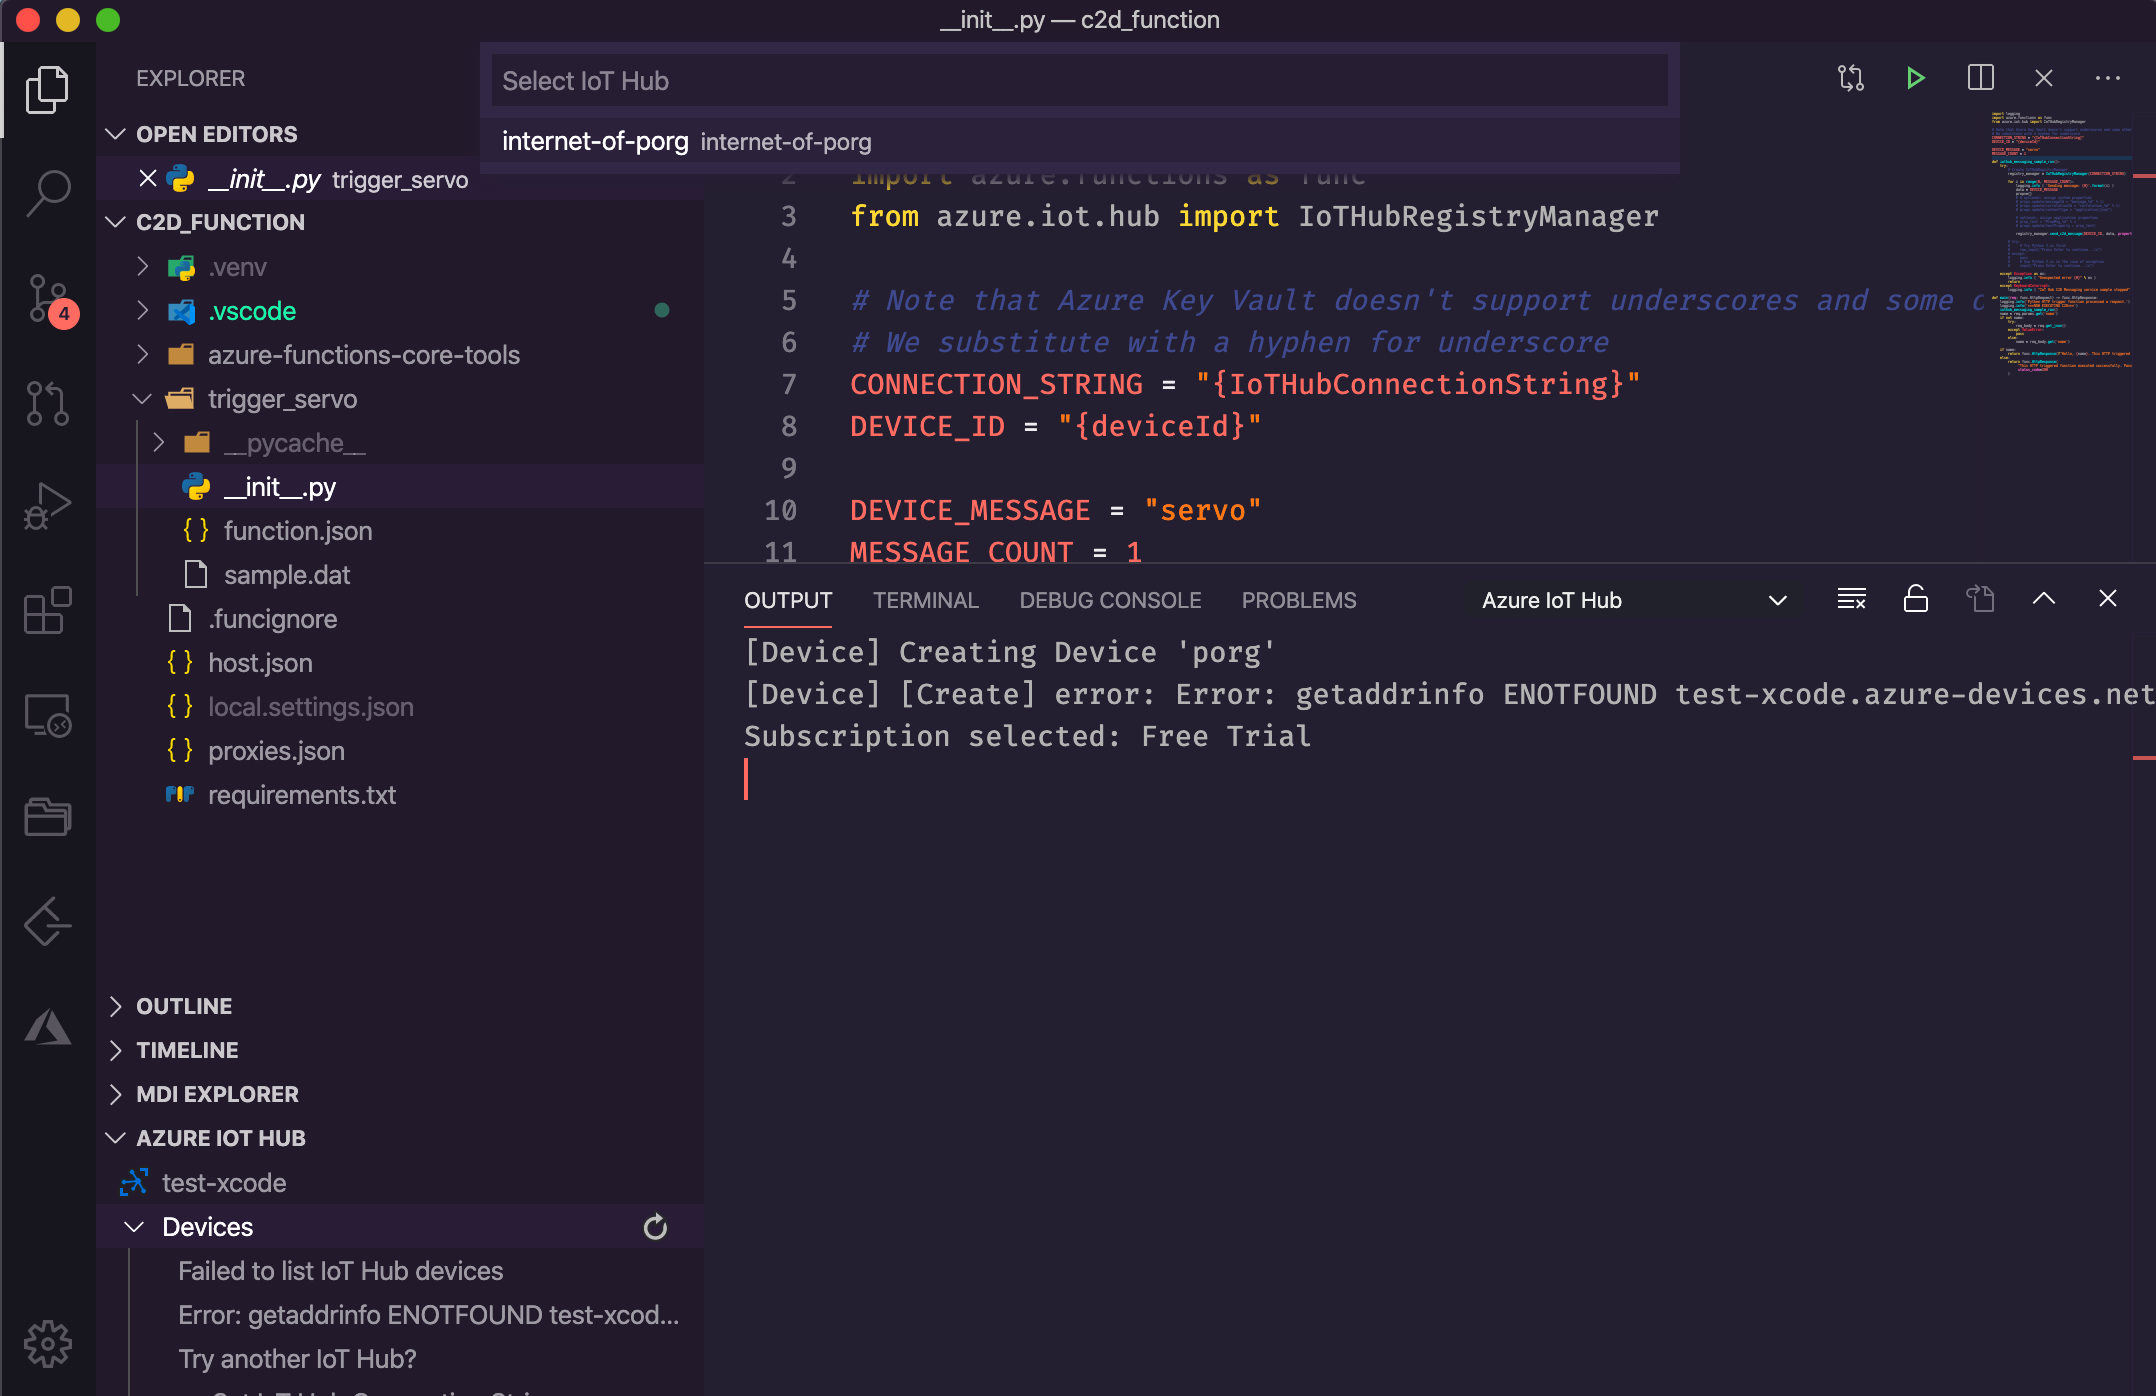 __init__.py — c2d_function
EXPLORER
OPEN EDITORS
__init__.py trigger_servo
C2D_FUNCTION
.venv
.vscode
azure-functions-core-tools
trigger_servo
__pycache__
__init__.py
function.json
sample.dat
.funcignore
host.json
local.settings.json
proxies.json
requirements.txt
OUTLINE
TIMELINE
MDI EXPLORER
AZURE IOT HUB
test-xcode
Devices
Failed to list IoT Hub devices
Error: getaddrinfo ENOTFOUND test-xcod...
Try another IoT Hub?
4
Select IoT Hub
internet-of-porg internet-of-porg
2 import azure.functions as func
3 from azure.iot.hub import IoTHubRegistryManager
4
5 # Note that Azure Key Vault doesn't support underscores and some
6 # We substitute with a hyphen for underscore
7 CONNECTION_STRING = "{IoTHubConnectionString}"
8 DEVICE_ID = "{deviceId}"
9
10 DEVICE_MESSAGE = "servo"
11 MESSAGE_COUNT = 1
OUTPUT TERMINAL DEBUG CONSOLE PROBLEMS Azure IoT Hub
[Device] Creating Device 'porg'
[Device] [Create] error: Error: getaddrinfo ENOTFOUND test-xcode.azure-devices.net
Subscription selected: Free Trial